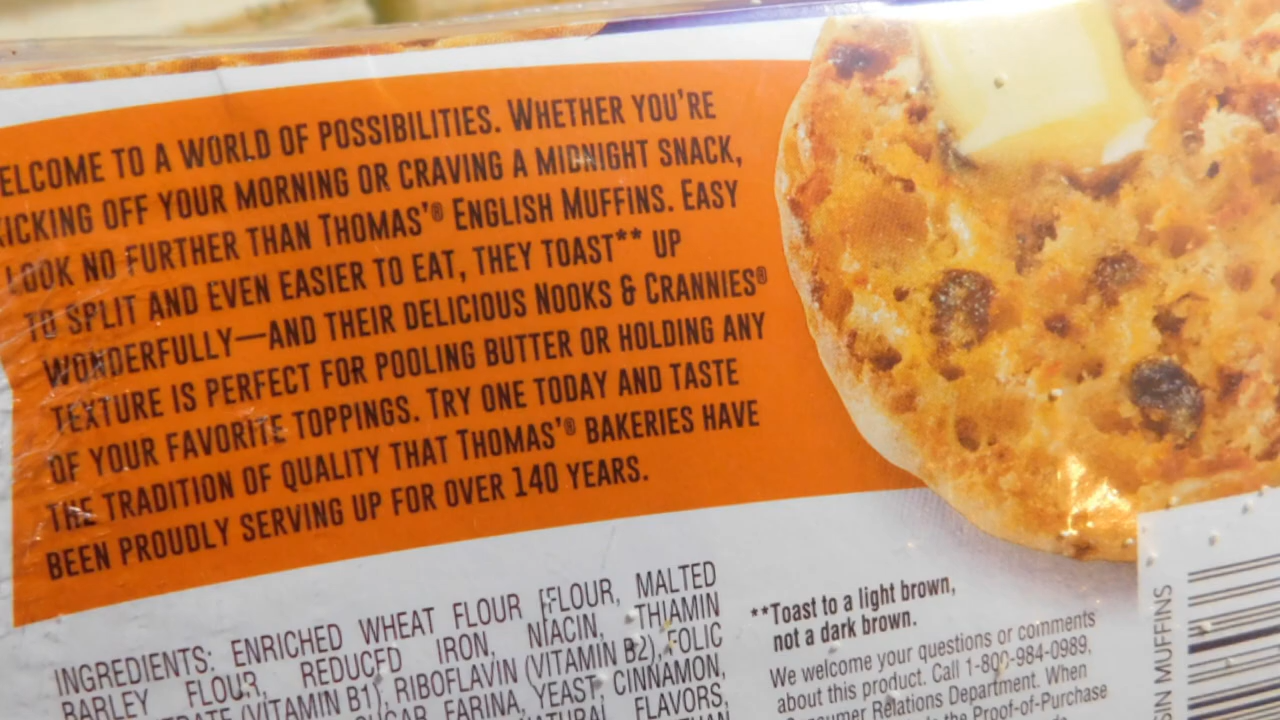 ELCOME TO A WORLD OF POSSIBILITIES. WHETHER YOU'RE
KICKING OFF YOUR MORNING OR CRAVING A MIDNIGHT SNACK,
LOOK NO FURTHER THAN THOMAS'® ENGLISH MUFFINS. EASY
TO SPLIT AND EVEN EASIER TO EAT, THEY TOAST** UP
WONDERFULLY—AND THEIR DELICIOUS NOOKS & CRANNIES®
TEXTURE IS PERFECT FOR POOLING BUTTER OR HOLDING ANY
OF YOUR FAVORITE TOPPINGS. TRY ONE TODAY AND TASTE
THE TRADITION OF QUALITY THAT THOMAS'® BAKERIES HAVE
BEEN PROUDLY SERVING UP FOR OVER 140 YEARS.
INGREDIENTS: ENRICHED WHEAT FLOUR [FLOUR, MALTED
BARLEY FLOUR, REDUCED IRON, NIACIN, THIAMIN
(VITAMIN B1), RIBOFLAVIN (VITAMIN B2), FOLIC
FARINA, YEAST, CINNAMON,
FLAVORS,
**Toast to a light brown,
not a dark brown.
We welcome your questions or comments
about this product. Call 1-800-984-0989,
Relations Department. When
the Proof-of-Purchase
MUFFINS